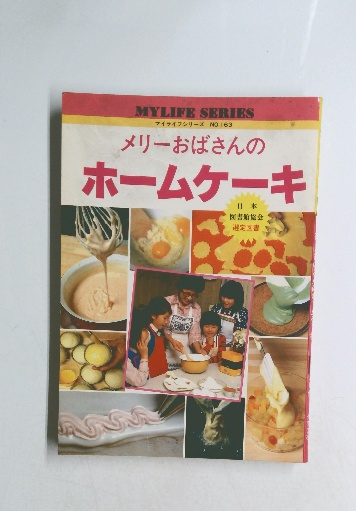 MYLIFE SERIES
マイライフシリーズ NO.163
メリーおばさんの
ホームケーキ
日本
図書館協会
選定図書